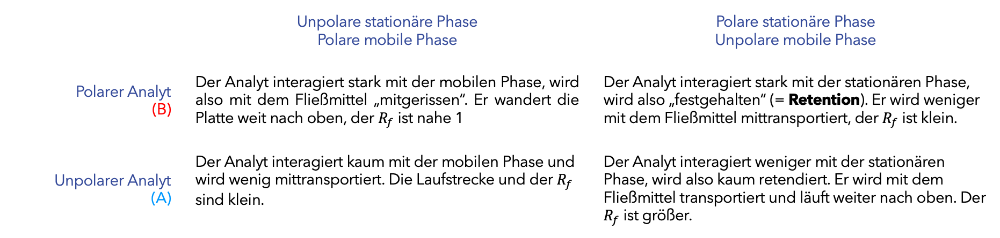 Unpolare stationäre Phase
Polare mobile Phase
Polare stationäre Phase
Unpolare mobile Phase
Polarer Analyt
(B)
Der Analyt interagiert stark mit der mobilen Phase, wird
also mit dem Fließmittel „mitgerissen“. Er wandert die
Platte weit nach oben, der R_f ist nahe 1
Der Analyt interagiert stark mit der stationären Phase,
wird also „festgehalten“ (= Retention). Er wird weniger
mit dem Fließmittel mittransportiert, der R_f ist klein.
Unpolarer Analyt
(A)
Der Analyt interagiert kaum mit der mobilen Phase und
wird wenig mittransportiert. Die Laufstrecke und der R_f
sind klein.
Der Analyt interagiert weniger mit der stationären
Phase, wird also kaum retendiert. Er wird mit dem
Fließmittel transportiert und läuft weiter nach oben. Der
R_f ist größer.